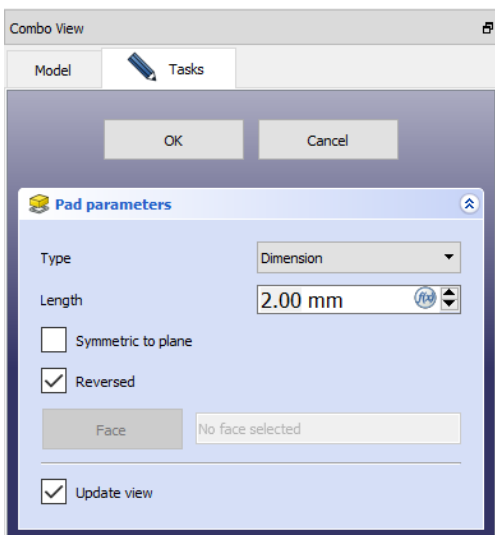 Combo View
Model
Tasks
OK
Cancel
Pad parameters
Type
Dimension
Length
2.00 mm
f(x)
Symmetric to plane
Reversed
Face
No face selected
Update view